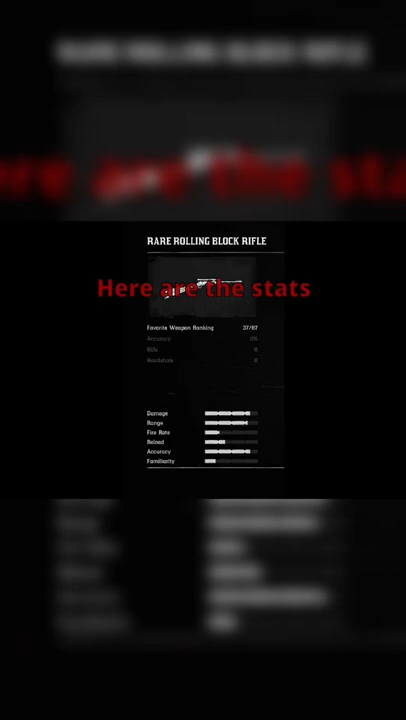 RARE ROLLING BLOCK RIFLE
Here are the stats
Favorite Weapon Ranking 37/67
Accuracy 0%
Kills 0
Headshots 0
Damage
Range
Fire Rate
Reload
Accuracy
Familiarity